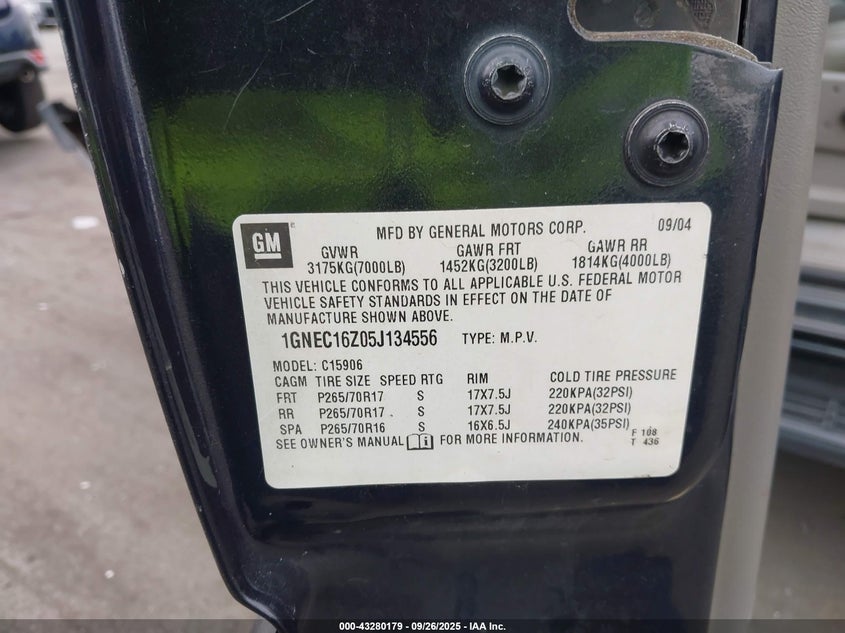 GM
MFD BY GENERAL MOTORS CORP. 09/04
GVWR GAWR FRT GAWR RR
3175KG(7000LB) 1452KG(3200LB) 1814KG(4000LB)
THIS VEHICLE CONFORMS TO ALL APPLICABLE U.S. FEDERAL MOTOR
VEHICLE SAFETY STANDARDS IN EFFECT ON THE DATE OF
MANUFACTURE SHOWN ABOVE.
1GNEC16Z05J134556 TYPE: M.P.V.
MODEL: C15906
CAGM TIRE SIZE SPEED RTG RIM COLD TIRE PRESSURE
FRT P265/70R17 S 17X7.5J 220KPA(32PSI)
RR P265/70R17 S 17X7.5J 220KPA(32PSI)
SPA P265/70R16 S 16X6.5J 240KPA(35PSI)
SEE OWNER'S MANUAL FOR MORE INFORMATION.
F 108
T 436
000-43280179 - 09/26/2025 - IAA, Inc.